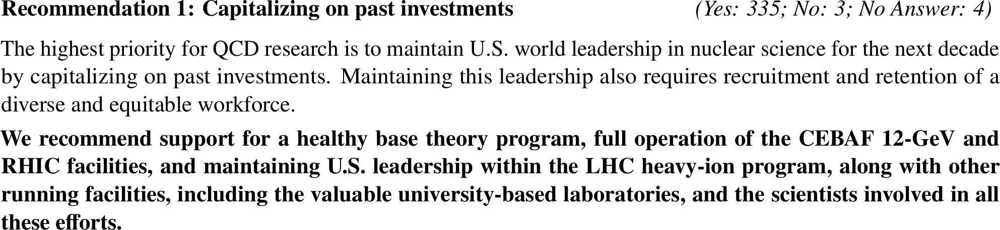 Recommendation 1: Capitalizing on past investments (Yes: 335; No: 3; No Answer: 4)
The highest priority for QCD research is to maintain U.S. world leadership in nuclear science for the next decade
by capitalizing on past investments. Maintaining this leadership also requires recruitment and retention of a
diverse and equitable workforce.
We recommend support for a healthy base theory program, full operation of the CEBAF 12-GeV and
RHIC facilities, and maintaining U.S. leadership within the LHC heavy-ion program, along with other
running facilities, including the valuable university-based laboratories, and the scientists involved in all
these efforts.